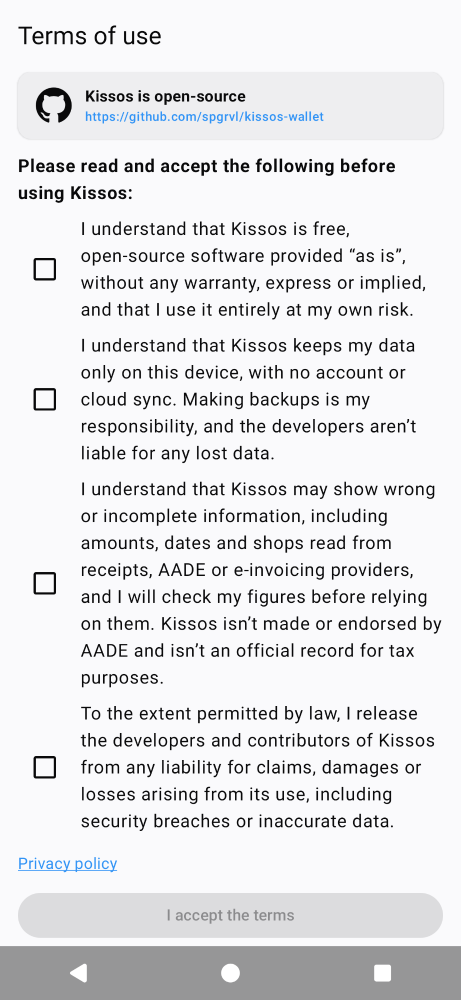 Terms of use
Kissos is open-source
https://github.com/spgrvl/kissos-wallet
Please read and accept the following before
using Kissos:
I understand that Kissos is free,
open-source software provided “as is”,
without any warranty, express or implied,
and that I use it entirely at my own risk.
I understand that Kissos keeps my data
only on this device, with no account or
cloud sync. Making backups is my
responsibility, and the developers aren’t
liable for any lost data.
I understand that Kissos may show wrong
or incomplete information, including
amounts, dates and shops read from
receipts, AADE or e-invoicing providers,
and I will check my figures before relying
on them. Kissos isn’t made or endorsed by
AADE and isn’t an official record for tax
purposes.
To the extent permitted by law, I release
the developers and contributors of Kissos
from any liability for claims, damages or
losses arising from its use, including
security breaches or inaccurate data.
Privacy policy
I accept the terms